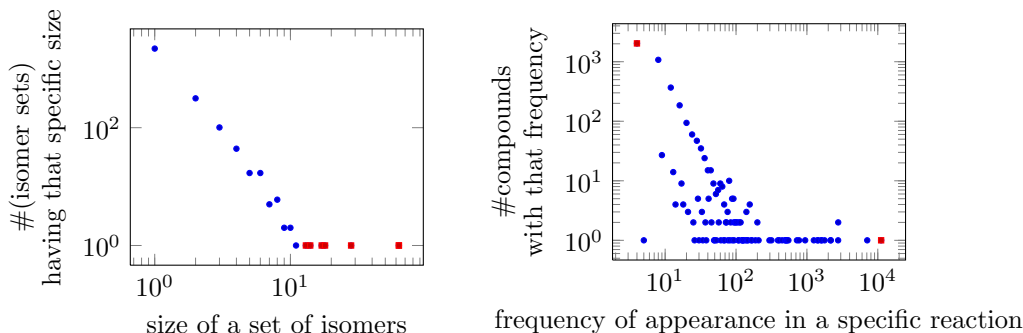 #(isomer sets)
having that specific size
10^2
10^0
10^0
10^1
size of a set of isomers
#compounds
with that frequency
10^3
10^2
10^1
10^0
10^1
10^2
10^3
10^4
frequency of appearance in a specific reaction